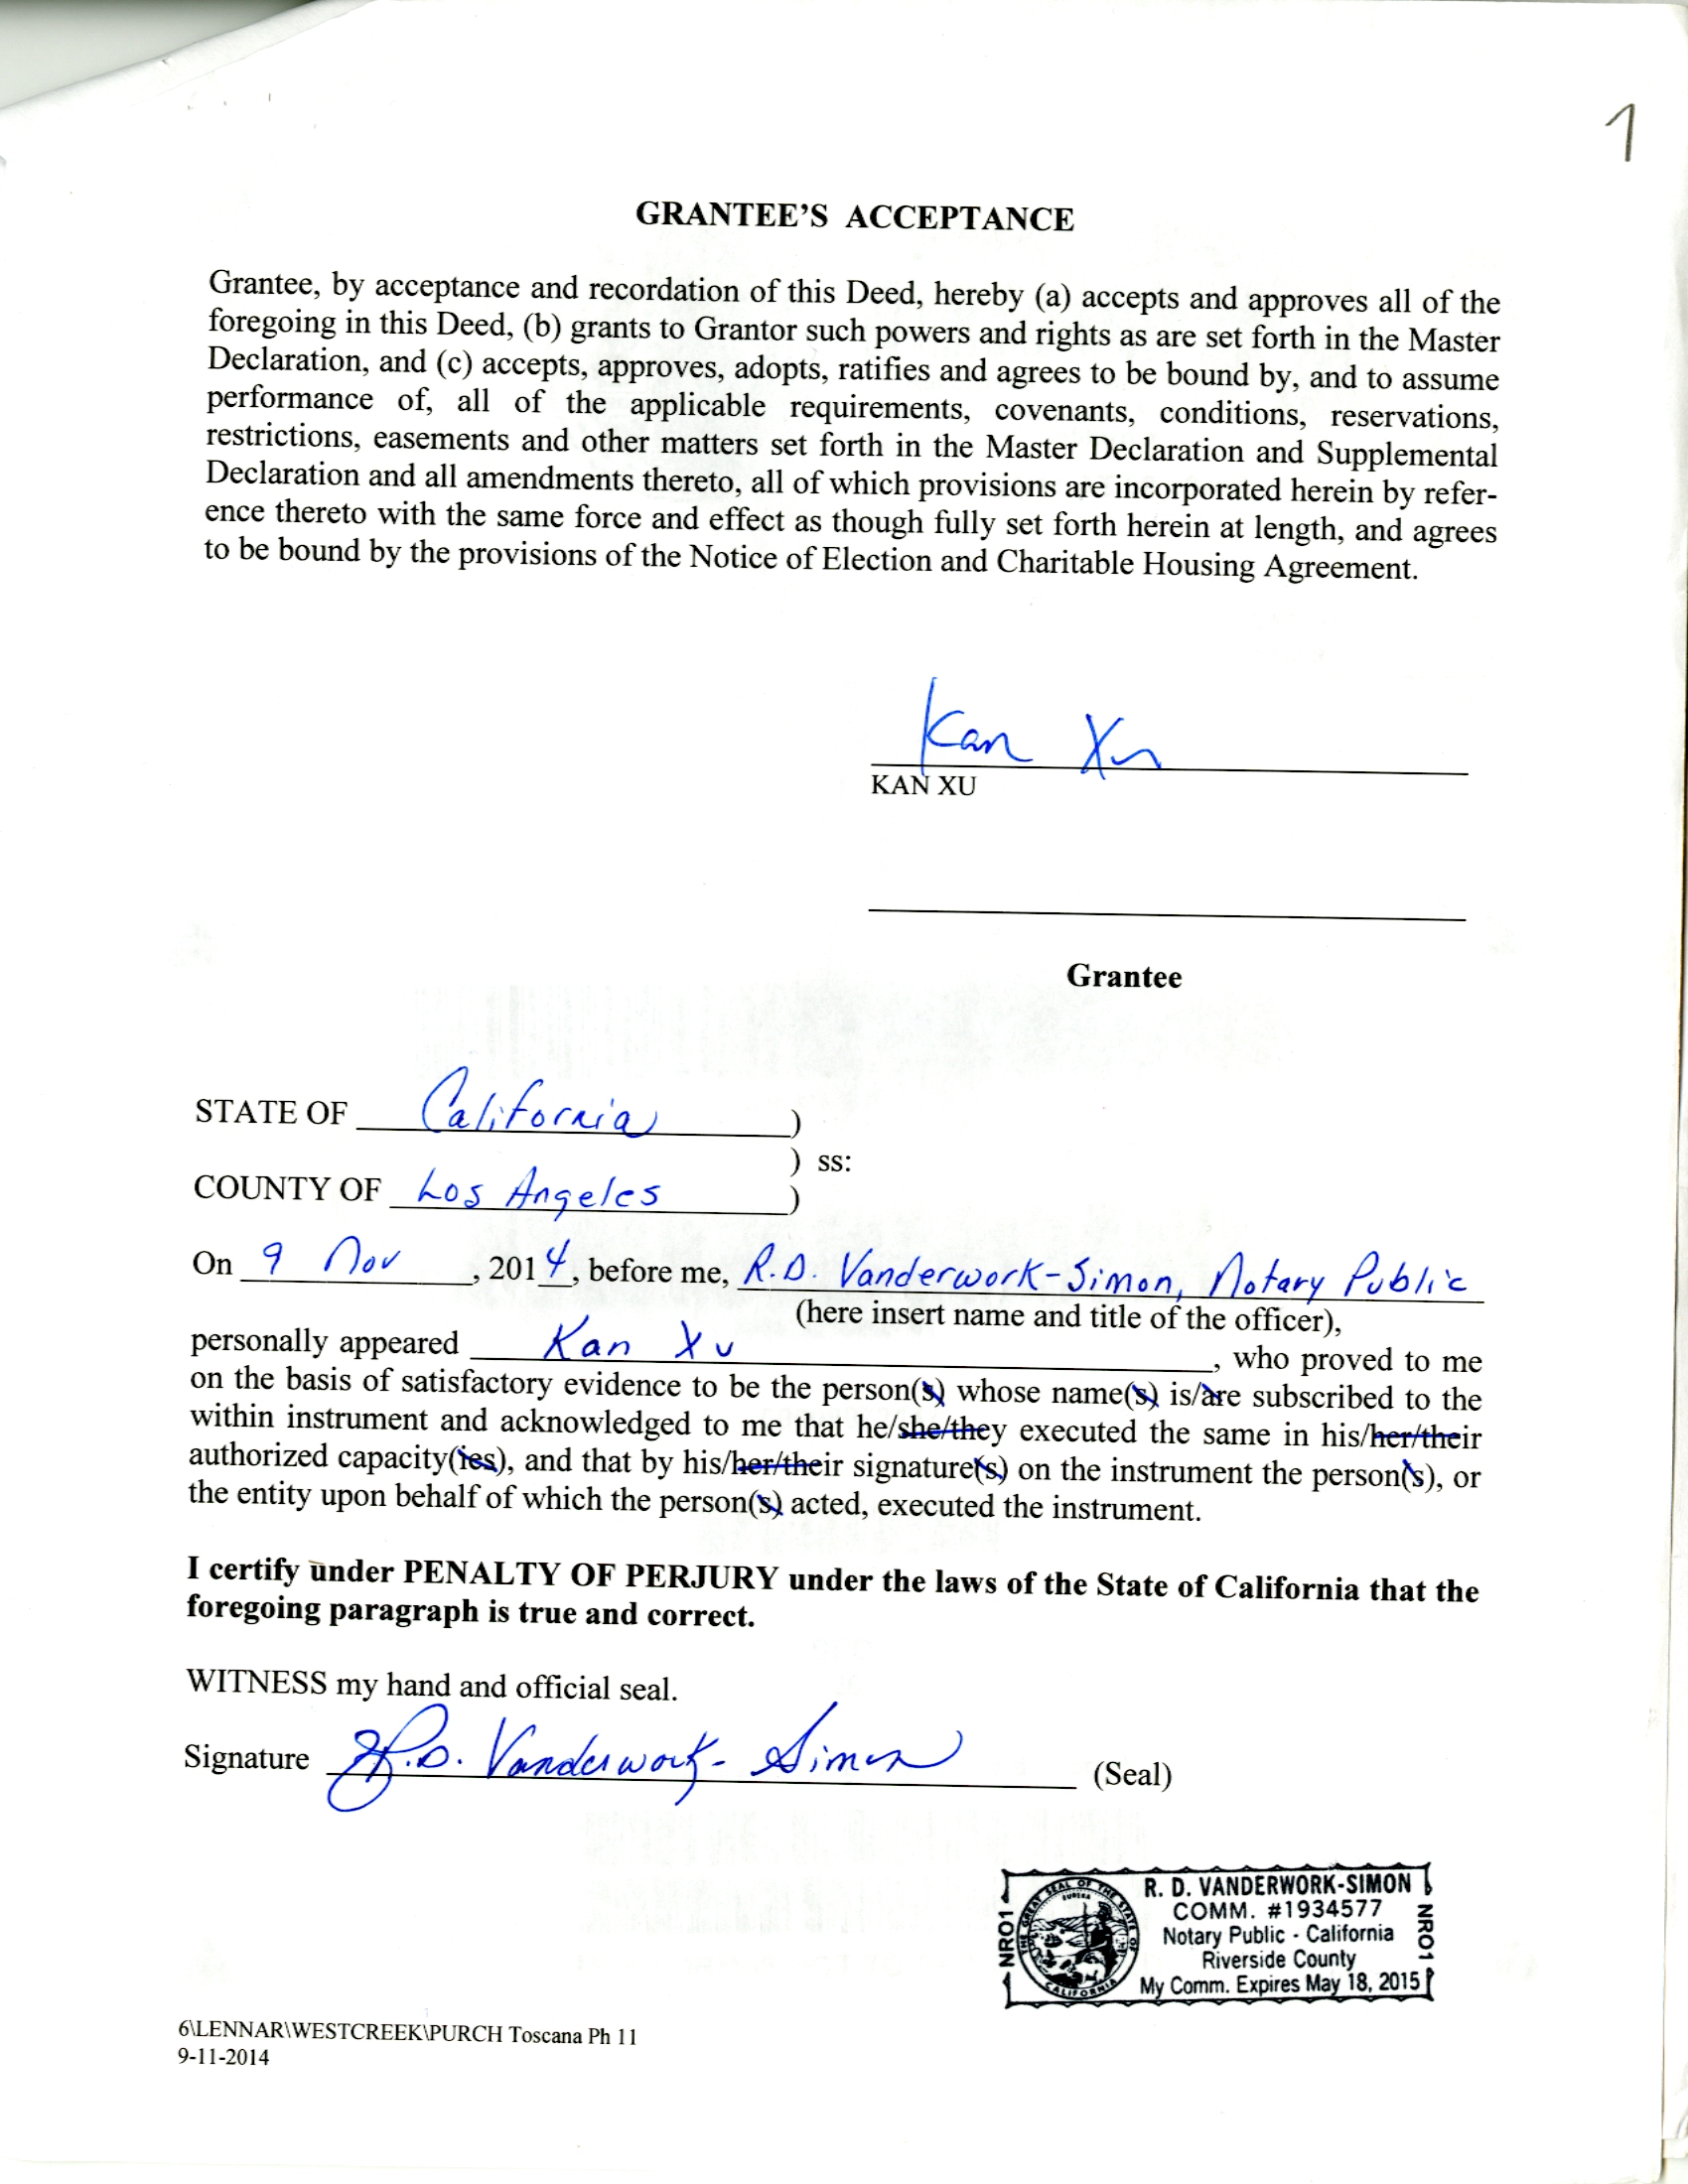 1
GRANTEE’S ACCEPTANCE
Grantee, by acceptance and recordation of this Deed, hereby (a) accepts and approves all of the
foregoing in this Deed, (b) grants to Grantor such powers and rights as are set forth in the Master
Declaration, and (c) accepts, approves, adopts, ratifies and agrees to be bound by, and to assume
performance of, all of the applicable requirements, covenants, conditions, reservations,
restrictions, easements and other matters set forth in the Master Declaration and Supplemental
Declaration and all amendments thereto, all of which provisions are incorporated herein by refer-
ence thereto with the same force and effect as though fully set forth herein at length, and agrees
to be bound by the provisions of the Notice of Election and Charitable Housing Agreement.
Kan Xu
KAN XU
Grantee
STATE OF California )
) ss:
COUNTY OF Los Angeles )
On 9 Nov, 2014, before me, R.D. Vanderwork-Simon, Notary Public
(here insert name and title of the officer),
personally appeared Kan Xu, who proved to me
on the basis of satisfactory evidence to be the person(s) whose name(s) is/are subscribed to the
within instrument and acknowledged to me that he/she/they executed the same in his/her/their
authorized capacity(ies), and that by his/her/their signature(s) on the instrument the person(s), or
the entity upon behalf of which the person(s) acted, executed the instrument.
I certify under PENALTY OF PERJURY under the laws of the State of California that the
foregoing paragraph is true and correct.
WITNESS my hand and official seal.
Signature R.D. Vanderwork-Simon (Seal)
R. D. VANDERWORK-SIMON
COMM. #1934577
Notary Public - California
Riverside County
My Comm. Expires May 18, 2015
NRO1
NRO1
THE GREAT SEAL OF THE STATE OF CALIFORNIA
EUREKA
6\LENNAR\WESTCREEK\PURCH Toscana Ph 11
9-11-2014